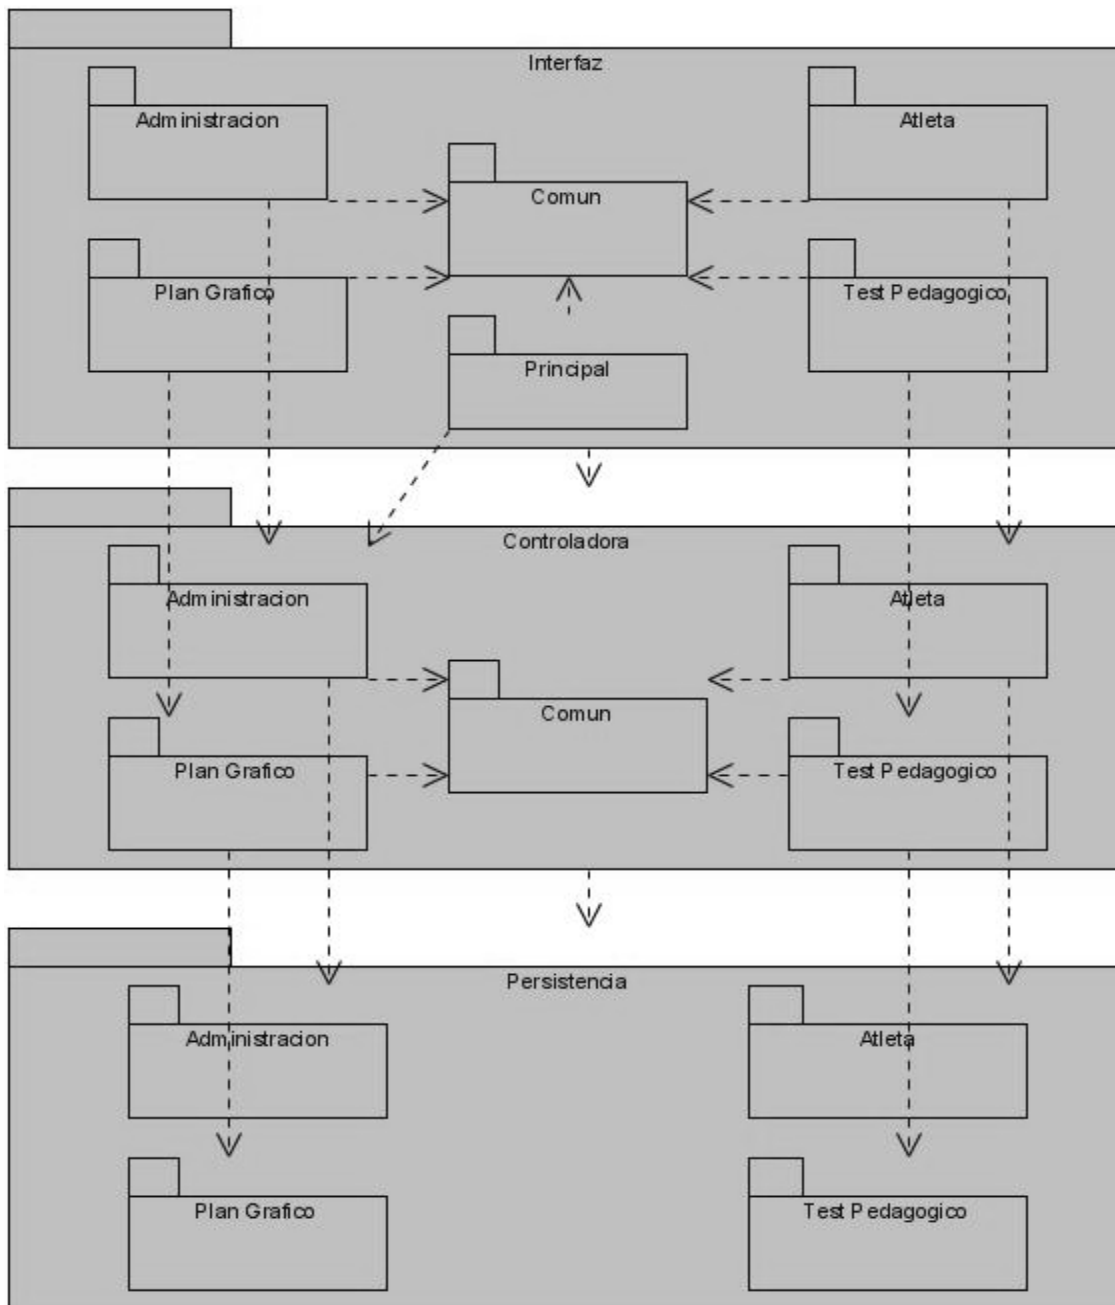 Interfaz
Administracion
Atleta
Comun
Plan Grafico
Test Pedagogico
Principal
Controladora
Administracion
Atleta
Comun
Plan Grafico
Test Pedagogico
Persistencia
Administracion
Atleta
Plan Grafico
Test Pedagogico